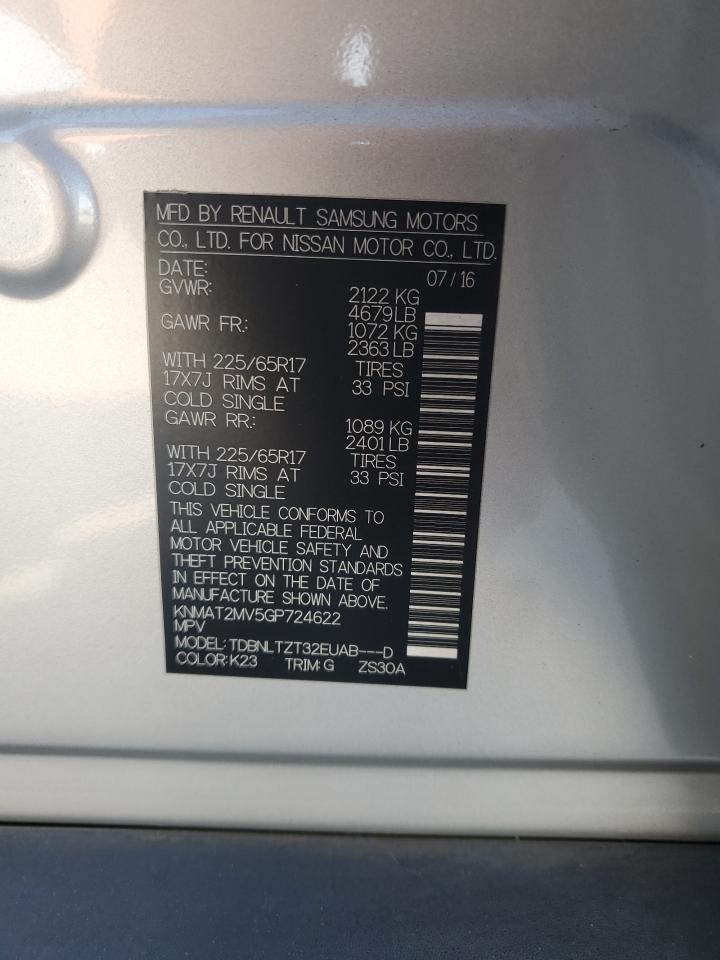 MFD BY RENAULT SAMSUNG MOTORS
CO., LTD. FOR NISSAN MOTOR CO., LTD.
DATE: 07/16
GVWR: 2122 KG
4679LB
GAWR FR.: 1072 KG
2363LB
WITH 225/65R17 TIRES
17X7J RIMS AT 33 PSI
COLD SINGLE
GAWR RR.: 1089 KG
2401LB
WITH 225/65R17 TIRES
17X7J RIMS AT 33 PSI
COLD SINGLE
THIS VEHICLE CONFORMS TO
ALL APPLICABLE FEDERAL
MOTOR VEHICLE SAFETY AND
THEFT PREVENTION STANDARDS
IN EFFECT ON THE DATE OF
MANUFACTURE SHOWN ABOVE.
KNMAT2MV5GP724622
MPV
MODEL: TDBNLTZT32EUAB---D
COLOR: K23 TRIM: G ZS30A